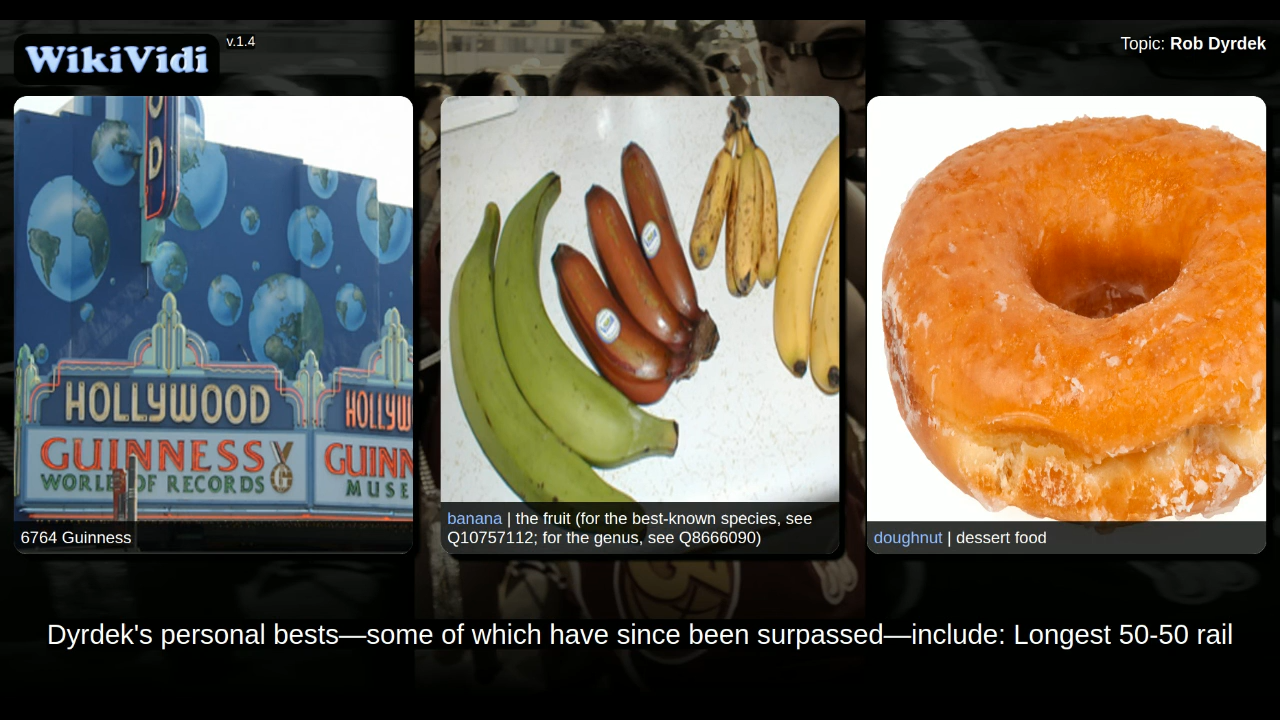 WikiVidi
v.1.4
Topic: Rob Dyrdek
HOLLYWOOD
GUINNESS
WORLD OF RECORDS
HOLLYW
GUINN
MUSE
6764 Guinness
banana | the fruit (for the best-known species, see
Q10757112; for the genus, see Q8666090)
doughnut | dessert food
Dyrdek's personal bests—some of which have since been surpassed—include: Longest 50-50 rail